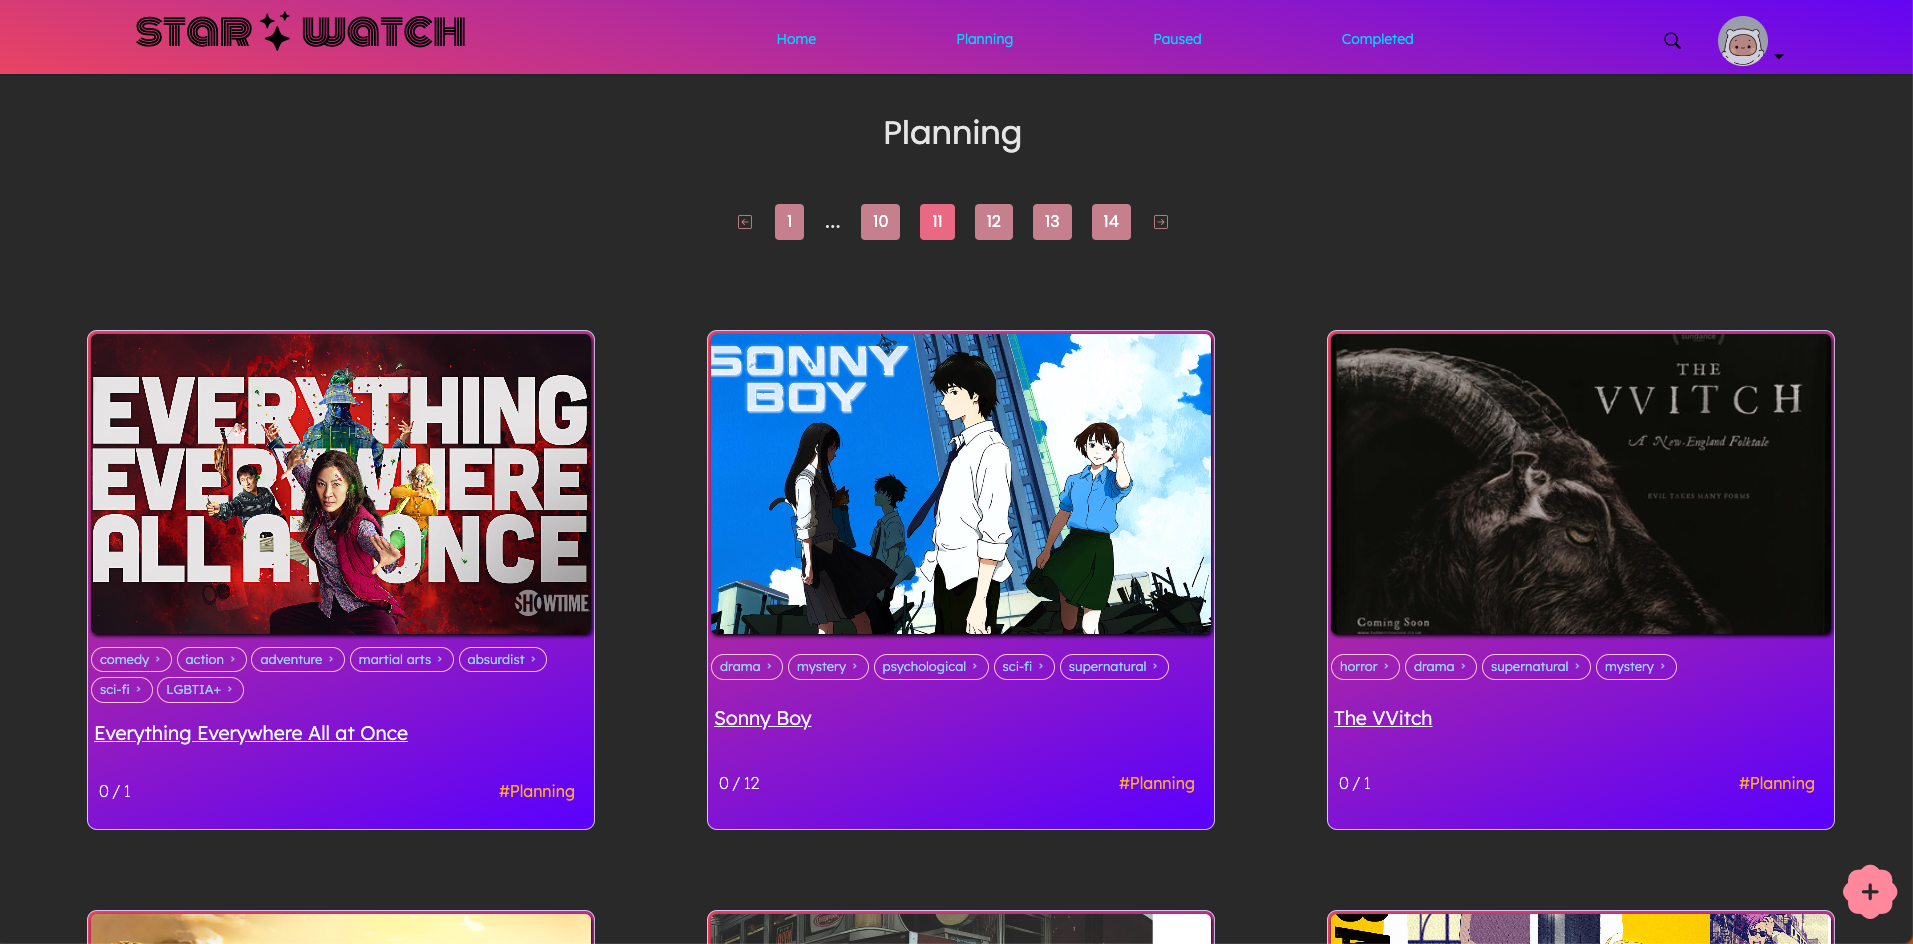 STAR WATCH
Home Planning Paused Completed
Planning
1 ... 10 11 12 13 14
EVERYTHING
EVERYWHERE
ALL AT ONCE
SHOWTIME
comedy > action > adventure > martial arts > absurdist >
sci-fi > LGBTIA+ >
Everything Everywhere All at Once
0 / 1 #Planning
SONNY
BOY
drama > mystery > psychological > sci-fi > supernatural >
Sonny Boy
0 / 12 #Planning
sundance
THE
VVITCH
A New-England Folktale
EVIL TAKES MANY FORMS
Coming Soon
horror > drama > supernatural > mystery >
The VVitch
0 / 1 #Planning
+